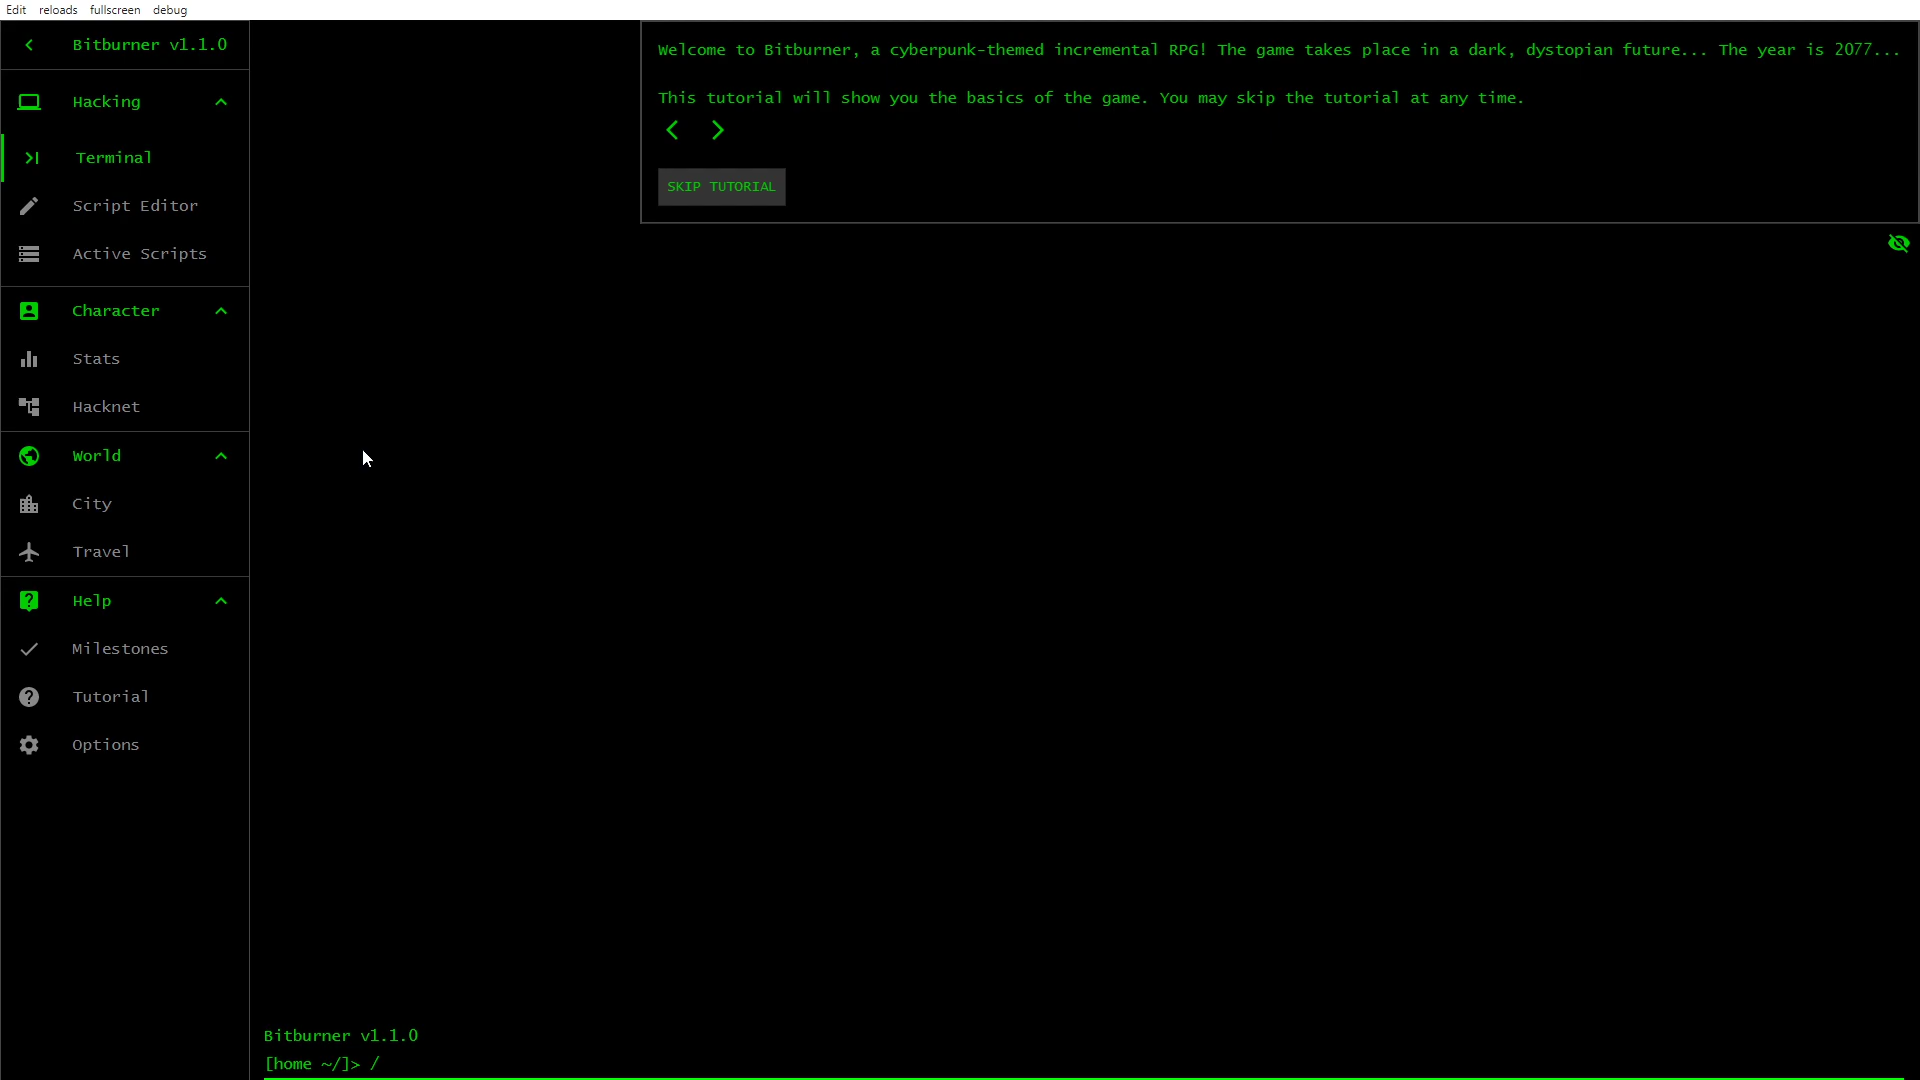 Edit reloads fullscreen debug
Bitburner v1.1.0
Hacking
Terminal
Script Editor
Active Scripts
Character
Stats
Hacknet
World
City
Travel
Help
Milestones
Tutorial
Options
Welcome to Bitburner, a cyberpunk-themed incremental RPG! The game takes place in a dark, dystopian future... The year is 2077...
This tutorial will show you the basics of the game. You may skip the tutorial at any time.
SKIP TUTORIAL
Bitburner v1.1.0
[home ~/]> /